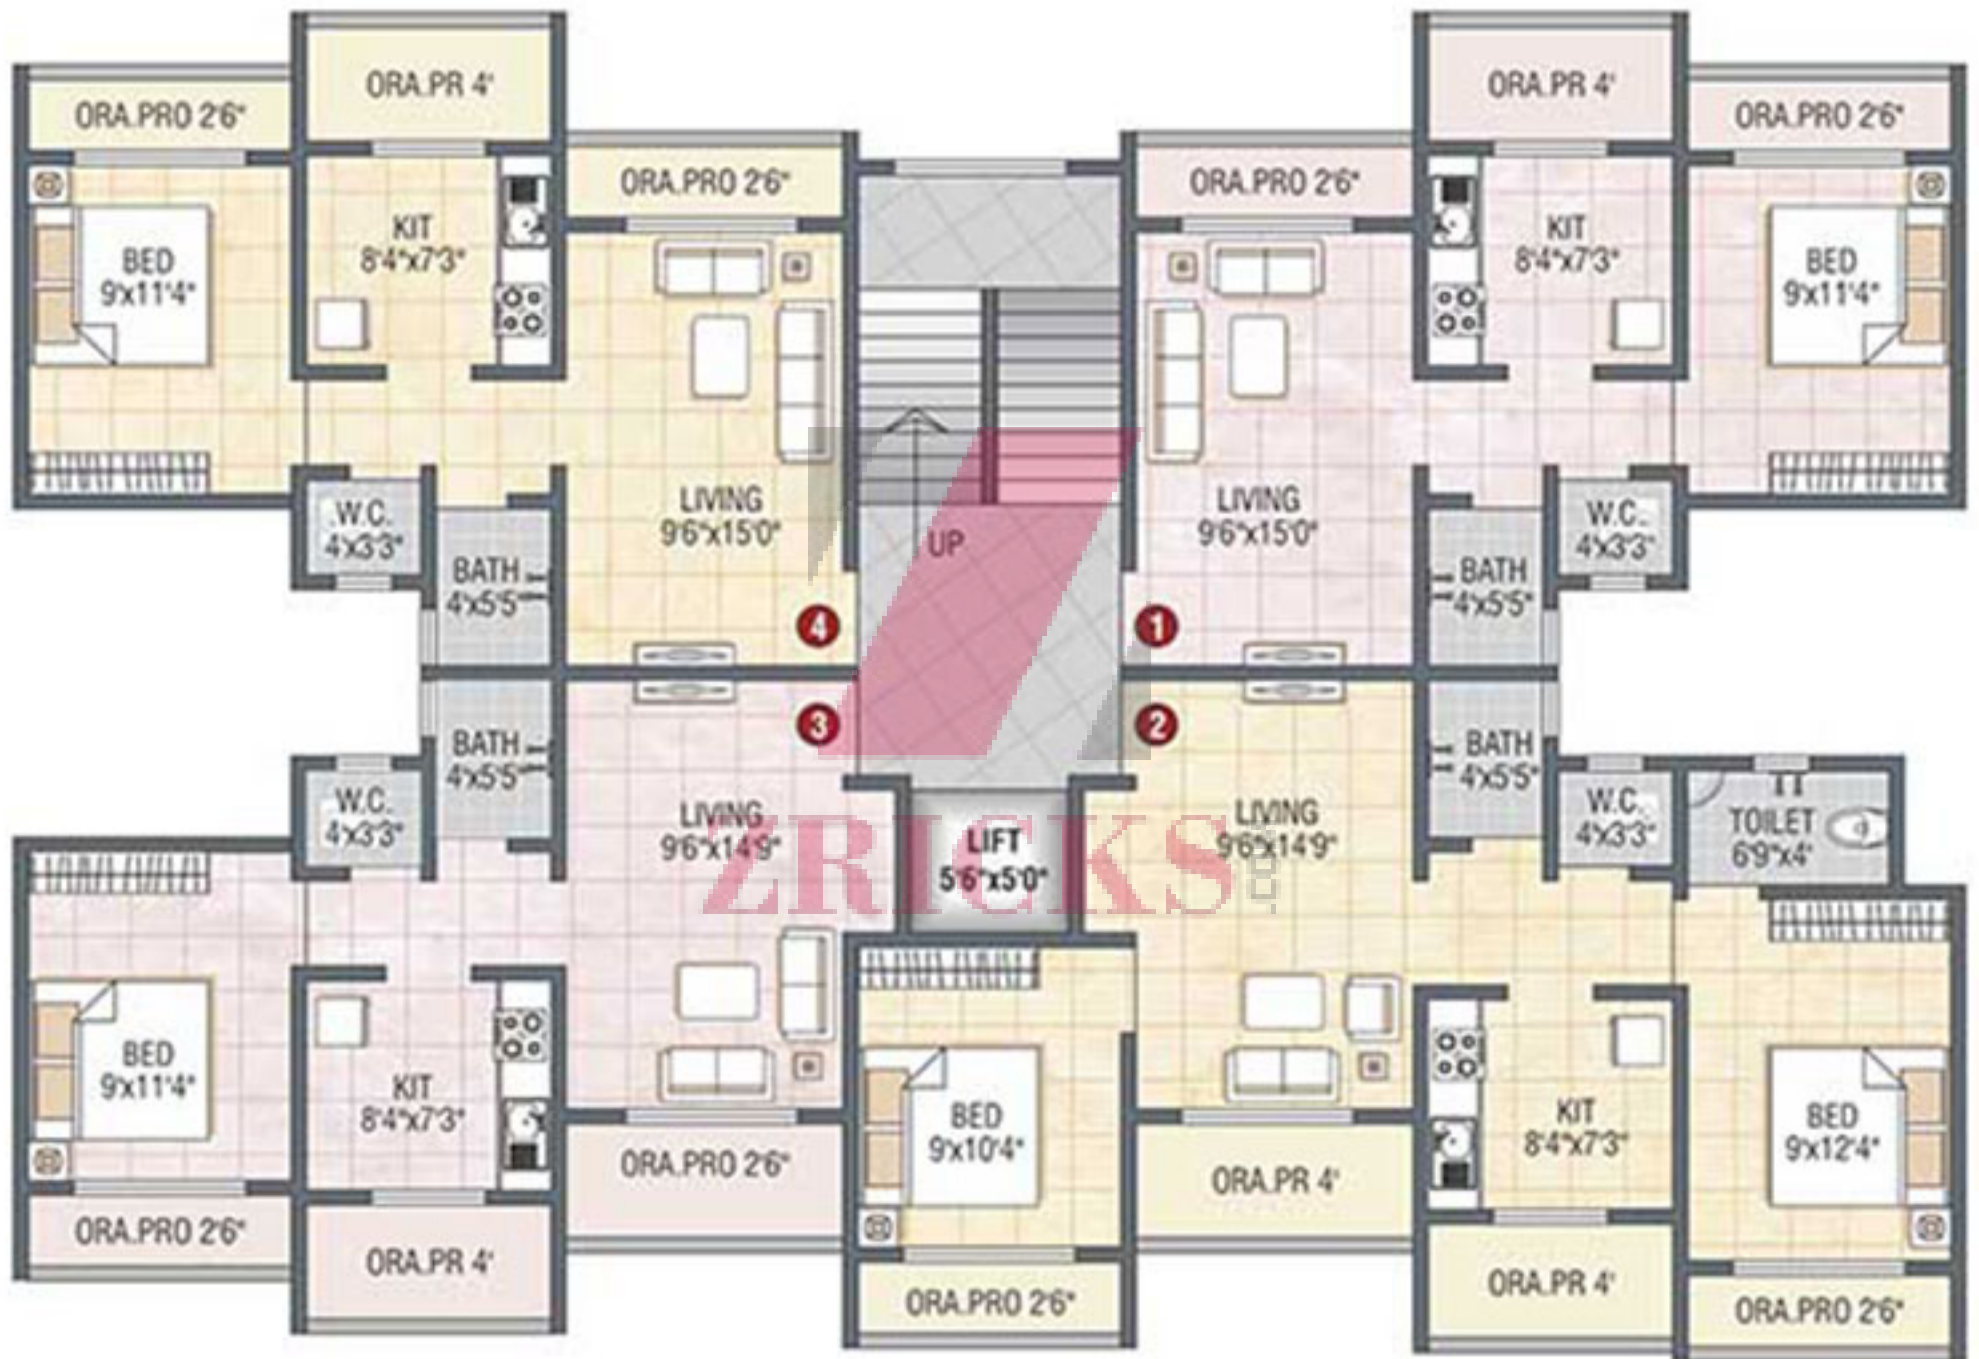 ORA.PR 4'
ORA.PR 4'
ORA.PRO 2'6"
ORA.PRO 2'6"
ORA.PRO 2'6"
ORA.PRO 2'6"
BED
9'x11'4"
KIT
8'4"x7'3"
KIT
8'4"x7'3"
BED
9'x11'4"
LIVING
9'6"x15'0"
LIVING
9'6"x15'0"
W.C.
4'x3'3"
BATH
4'x5'5"
UP
BATH
4'x5'5"
W.C.
4'x3'3"
4
1
3
2
BATH
4'x5'5"
BATH
4'x5'5"
W.C.
4'x3'3"
LIVING
9'6"x14'9"
LIFT
5'6"x5'0"
LIVING
9'6"x14'9"
W.C.
4'x3'3"
TOILET
6'9"x4'
ZRICKS
.com
BED
9'x11'4"
KIT
8'4"x7'3"
BED
9'x10'4"
KIT
8'4"x7'3"
BED
9'x12'4"
ORA.PRO 2'6"
ORA.PR 4'
ORA.PRO 2'6"
ORA.PR 4'
ORA.PRO 2'6"
ORA.PR 4'
ORA.PRO 2'6"